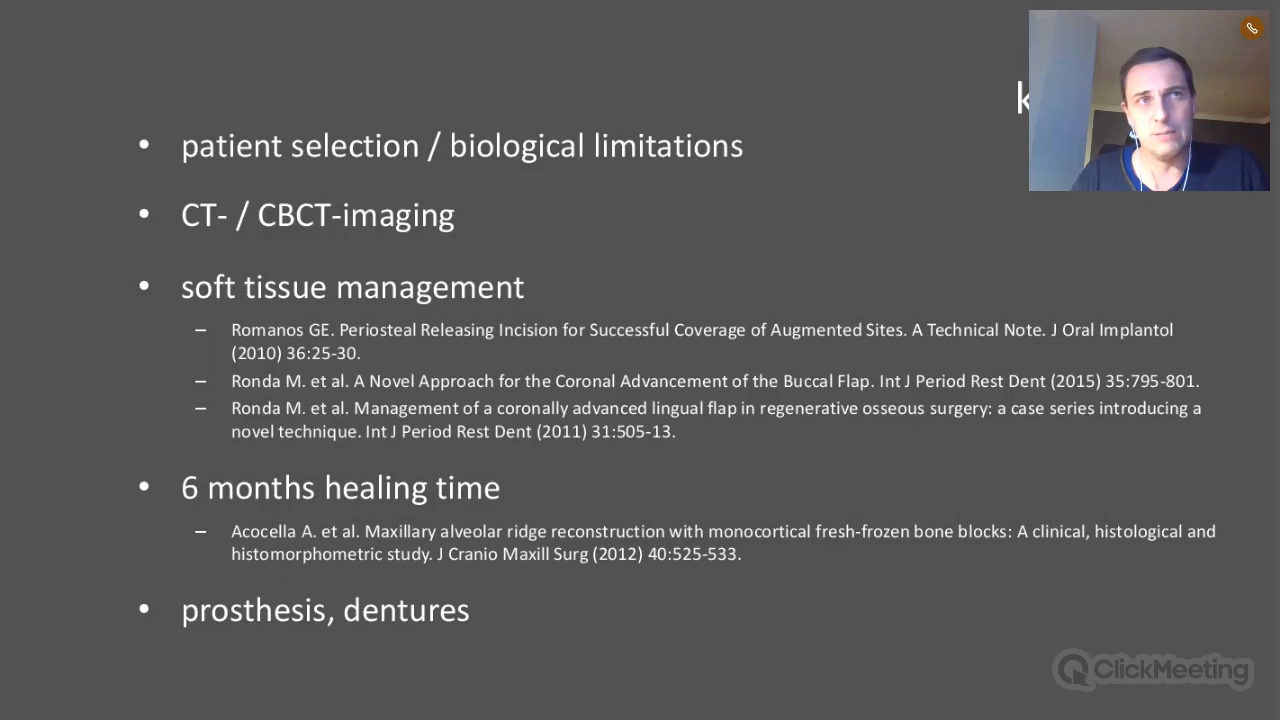 • patient selection / biological limitations
• CT- / CBCT-imaging
• soft tissue management
– Romanos GE. Periosteal Releasing Incision for Successful Coverage of Augmented Sites. A Technical Note. J Oral Implantol
(2010) 36:25-30.
– Ronda M. et al. A Novel Approach for the Coronal Advancement of the Buccal Flap. Int J Period Rest Dent (2015) 35:795-801.
– Ronda M. et al. Management of a coronally advanced lingual flap in regenerative osseous surgery: a case series introducing a
novel technique. Int J Period Rest Dent (2011) 31:505-13.
• 6 months healing time
– Acocella A. et al. Maxillary alveolar ridge reconstruction with monocortical fresh-frozen bone blocks: A clinical, histological and
histomorphometric study. J Cranio Maxill Surg (2012) 40:525-533.
• prosthesis, dentures
ClickMeeting